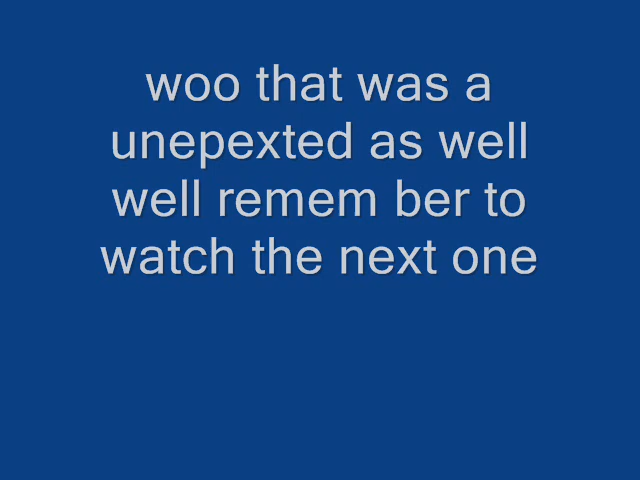 woo that was a
unepexted as well
well remem ber to
watch the next one